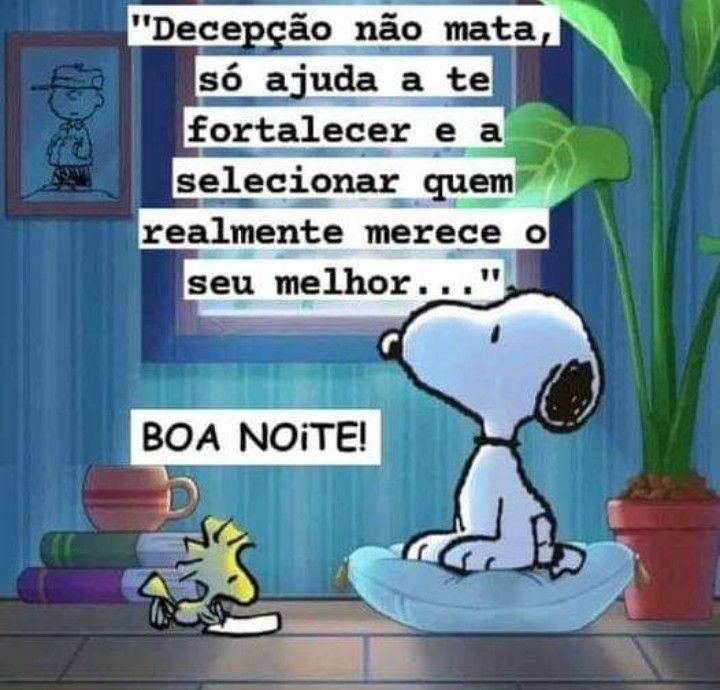 "Decepção não mata,
só ajuda a te
fortalecer e a
selecionar quem
realmente merece o
seu melhor..."
BOA NOiTE!